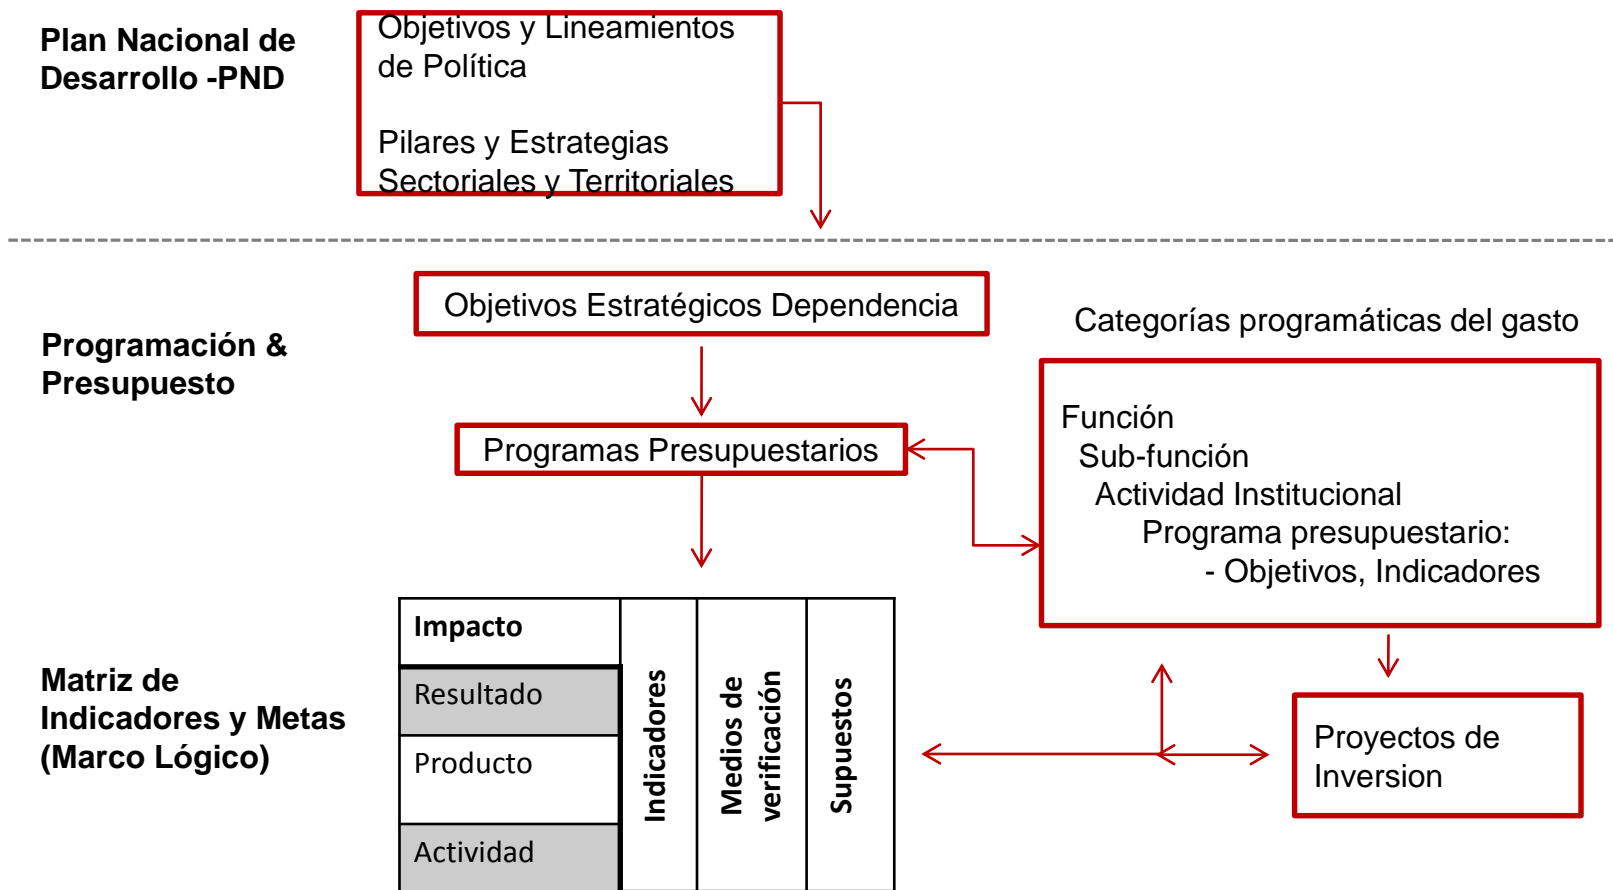 Plan Nacional de
Desarrollo -PND
Objetivos y Lineamientos
de Política
Pilares y Estrategias
Sectoriales y Territoriales
Programación &
Presupuesto
Objetivos Estratégicos Dependencia
Programas Presupuestarios
Categorías programáticas del gasto
Función
Sub-función
Actividad Institucional
Programa presupuestario:
- Objetivos, Indicadores
Matriz de
Indicadores y Metas
(Marco Lógico)
Impacto
Resultado
Producto
Actividad
Indicadores
Medios de
verificación
Supuestos
Proyectos de
Inversion